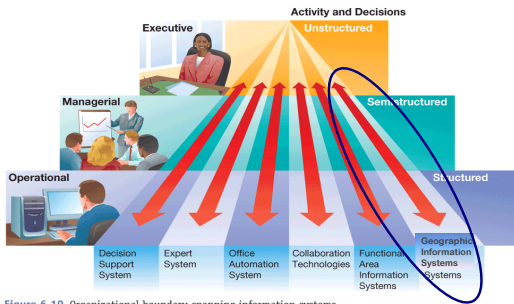 Activity and Decisions
Executive
Unstructured
Managerial
Semistructured
Operational
Structured
Decision
Support
System
Expert
System
Office
Automation
System
Collaboration
Technologies
Functional
Area
Information
Systems
Geographic
Information
Systems
Systems
Figure 6.19 Organizational boundary-spanning information systems